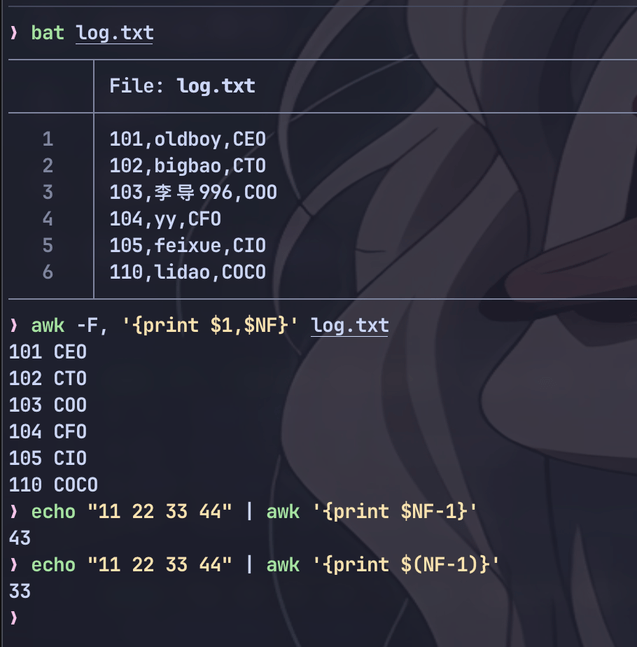 ❯ bat log.txt
File: log.txt
1 101,oldboy,CEO
2 102,bigbao,CTO
3 103,李导996,COO
4 104,yy,CFO
5 105,feixue,CIO
6 110,lidao,COCO
❯ awk -F, '{print $1,$NF}' log.txt
101 CEO
102 CTO
103 COO
104 CFO
105 CIO
110 COCO
❯ echo "11 22 33 44" | awk '{print $NF-1}'
43
❯ echo "11 22 33 44" | awk '{print $(NF-1)}'
33
❯